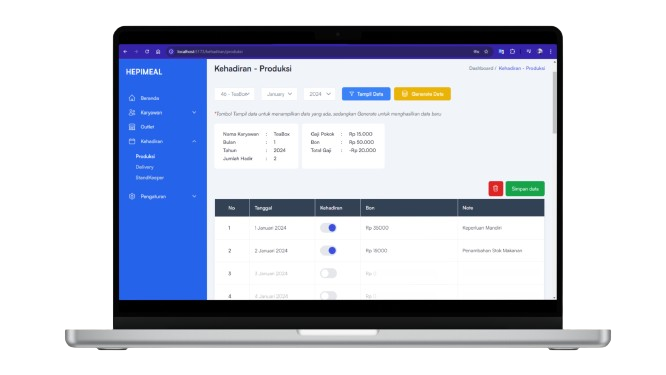 localhost:5173/kehadiran/produksi
HEPIMEAL
Beranda
Karyawan
Outlet
Kehadiran
Produksi
Delivery
StandKeeper
Pengaturan
Kehadiran - Produksi
Dashboard / Kehadiran - Produksi
#6 - TeaBox
January
2024
Tampil Data
Generate Data
*Tombol Tampil data untuk menampilkan data yang ada, sedangkan Generate untuk menghasilkan data baru.
Nama Karyawan : TeaBox
Bulan : 1
Tahun : 2024
Jumlah Hadir : 2
Gaji Pokok : Rp 15.000
Bon : Rp 50.000
Total Gaji : -Rp 20.000
Simpan data
No Tanggal Kehadiran Bon Note
1 1 Januari 2024 Rp 35000 Keperluan Mandiri
2 2 Januari 2024 Rp 15000 Penambahan Stok Makanan
3 3 Januari 2024 Rp
4 4 Januari 2024 Rp